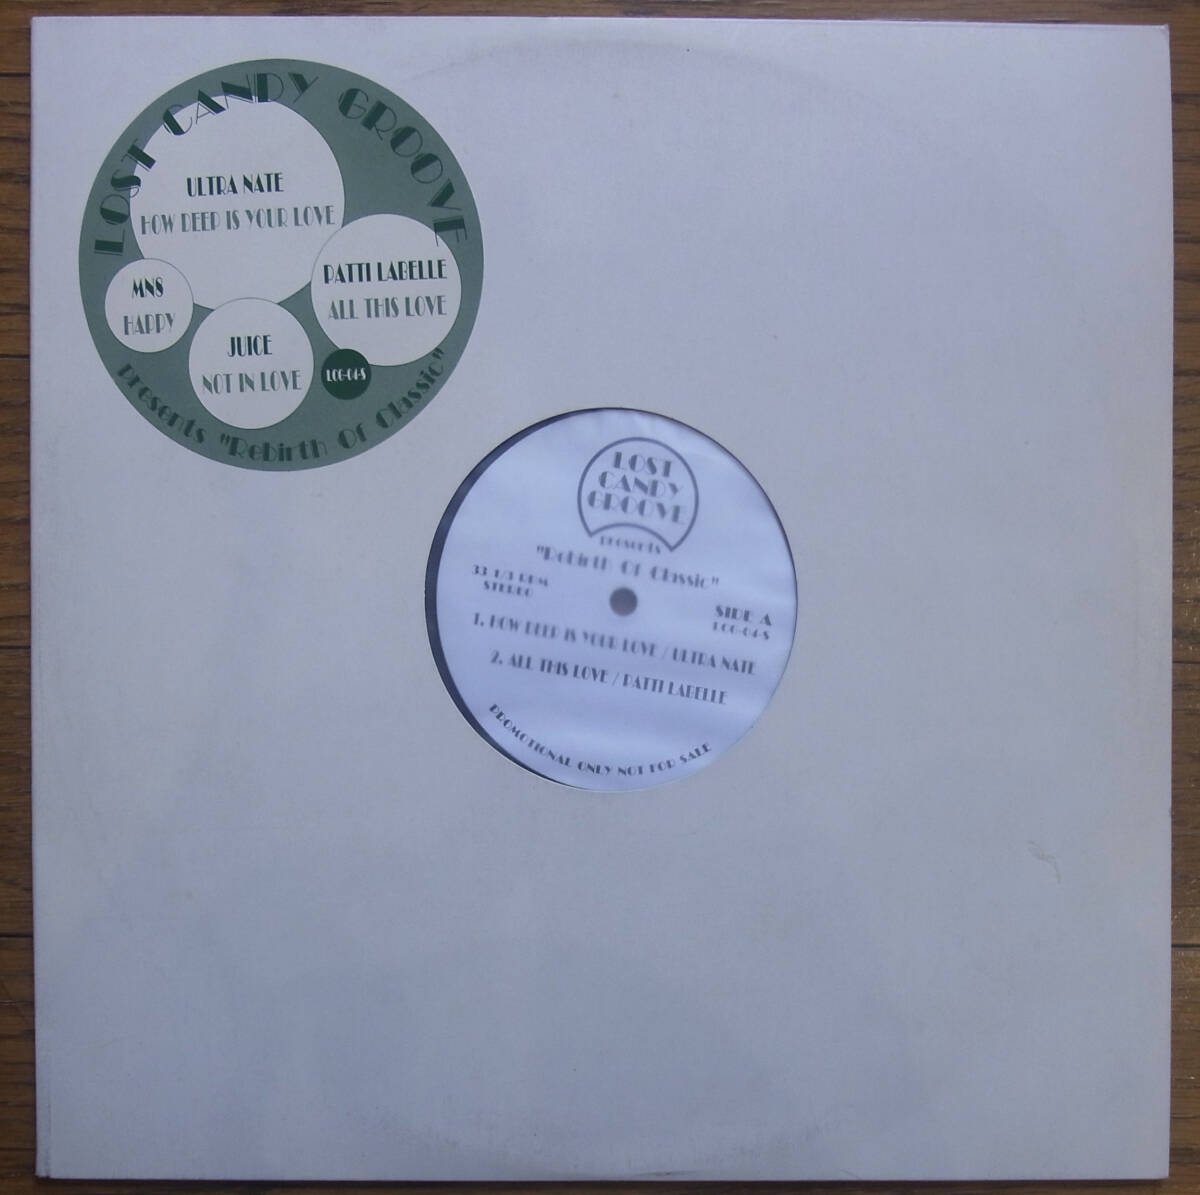 LOST CANDY GROOVE
ULTRA NATE
HOW DEEP IS YOUR LOVE
PATTI LABELLE
ALL THIS LOVE
MN8
HAPPY
JUICE
NOT IN LOVE
LCG-04-S
presents "Rebirth Of Classic"
LOST
CANDY
GROOVE
presents
"Rebirth Of Classic"
33 1/3 RPM
STEREO
SIDE A
LCG-04-S
1. HOW DEEP IS YOUR LOVE / ULTRA NATE
2. ALL THIS LOVE / PATTI LABELLE
PROMOTIONAL ONLY NOT FOR SALE